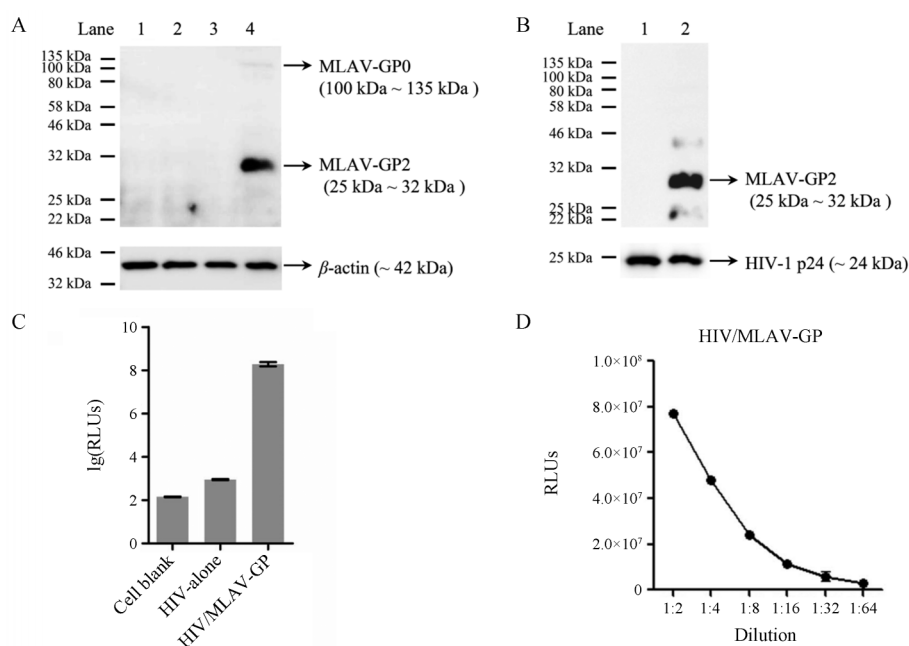 A
Lane 1 2 3 4
135 kDa
100 kDa
80 kDa
58 kDa
46 kDa
32 kDa
25 kDa
22 kDa
MLAV-GP0
(100 kDa ~ 135 kDa )
MLAV-GP2
(25 kDa ~ 32 kDa )
46 kDa
32 kDa
β-actin (~ 42 kDa)
B
Lane 1 2
135 kDa
100 kDa
80 kDa
58 kDa
46 kDa
32 kDa
25 kDa
22 kDa
MLAV-GP2
(25 kDa ~ 32 kDa )
25 kDa
HIV-1 p24 (~ 24 kDa)
C
lg(RLUs)
10
8
6
4
2
0
Cell blank
HIV-alone
HIV/MLAV-GP
D
HIV/MLAV-GP
RLUs
1.0×10⁸
8.0×10⁷
6.0×10⁷
4.0×10⁷
2.0×10⁷
0
1:2 1:4 1:8 1:16 1:32 1:64
Dilution